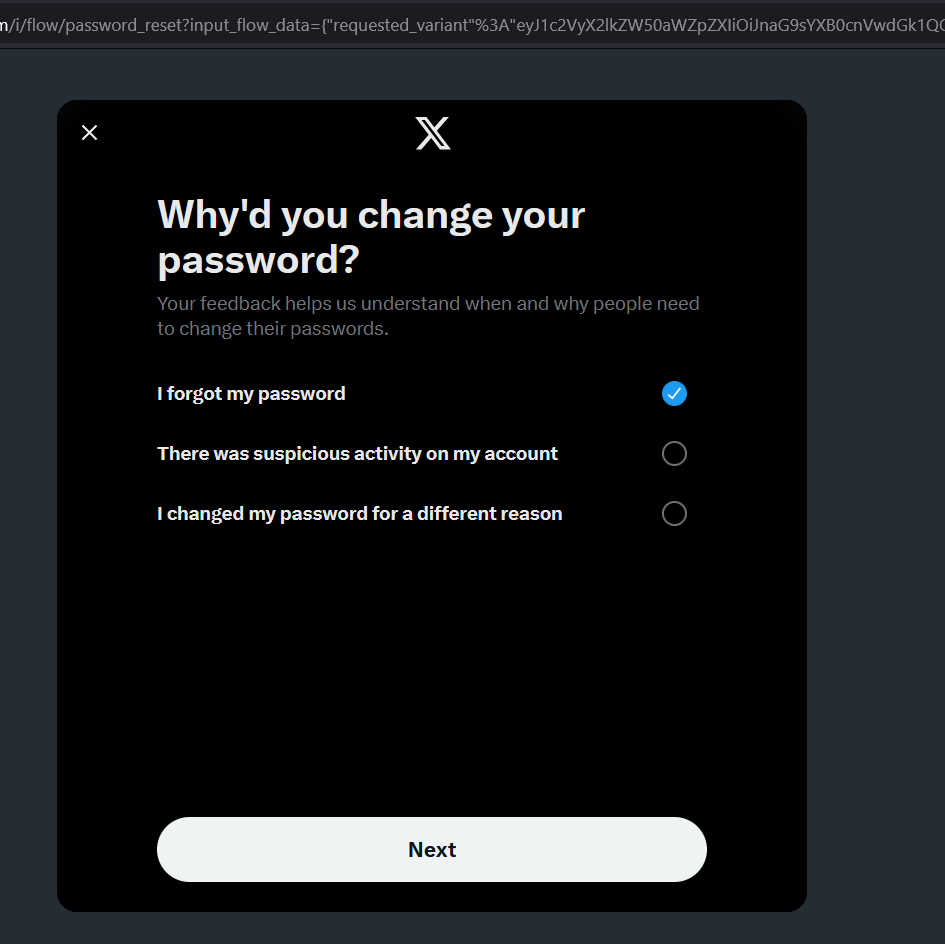 m/i/flow/password_reset?input_flow_data={"requested_variant"%3A"eyJ1c2VyX2lkZW50aWZpZXIiOiJnaG9sYXB0cnVwdGk1QG
X
Why'd you change your
password?
Your feedback helps us understand when and why people need
to change their passwords.
I forgot my password
There was suspicious activity on my account
I changed my password for a different reason
Next